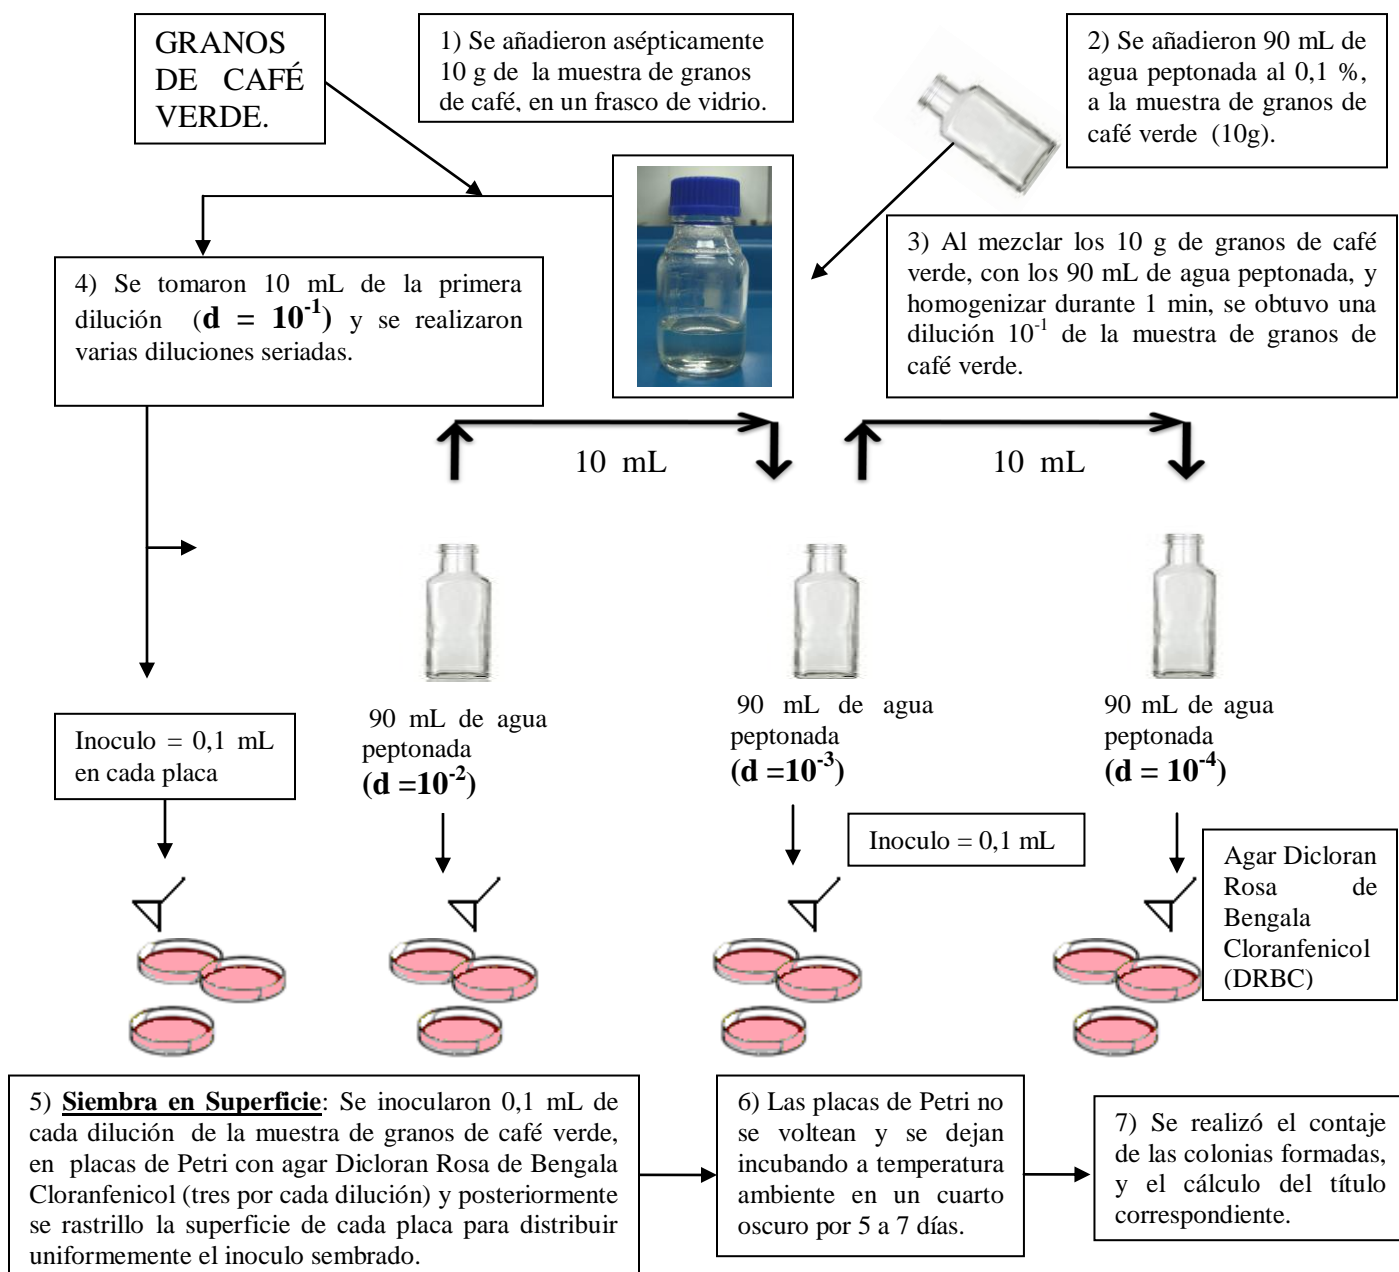 GRANOS
DE CAFÉ
VERDE.
1) Se añadieron asépticamente
10 g de la muestra de granos
de café, en un frasco de vidrio.
2) Se añadieron 90 mL de
agua peptonada al 0,1 %,
a la muestra de granos de
café verde (10g).
3) Al mezclar los 10 g de granos de café
verde, con los 90 mL de agua peptonada, y
homogenizar durante 1 min, se obtuvo una
dilución 10⁻¹ de la muestra de granos de
café verde.
4) Se tomaron 10 mL de la primera
dilución (d = 10⁻¹) y se realizaron
varias diluciones seriadas.
10 mL
10 mL
Inoculo = 0,1 mL
en cada placa
90 mL de agua
peptonada
(d =10⁻²)
90 mL de agua
peptonada
(d =10⁻³)
90 mL de agua
peptonada
(d = 10⁻⁴)
Inoculo = 0,1 mL
Agar Dicloran
Rosa de
Bengala
Cloranfenicol
(DRBC)
5) Siembra en Superficie: Se inocularon 0,1 mL de
cada dilución de la muestra de granos de café verde,
en placas de Petri con agar Dicloran Rosa de Bengala
Cloranfenicol (tres por cada dilución) y posteriormente
se rastrillo la superficie de cada placa para distribuir
uniformemente el inoculo sembrado.
6) Las placas de Petri no
se voltean y se dejan
incubando a temperatura
ambiente en un cuarto
oscuro por 5 a 7 días.
7) Se realizó el contaje
de las colonias formadas,
y el cálculo del título
correspondiente.